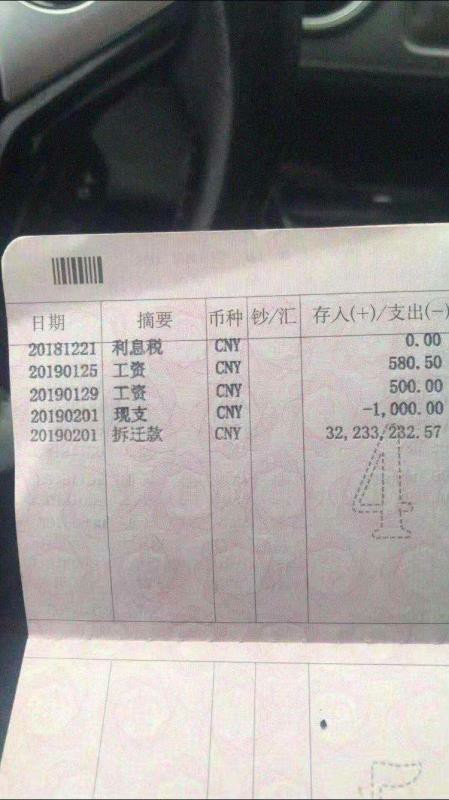 日期 摘要 币种 钞/汇 存入(+)/支出(-)
20181221 利息税 CNY 0.00
20190125 工资 CNY 580.50
20190129 工资 CNY 500.00
20190201 现支 CNY -1,000.00
20190201 拆迁款 CNY 32,233,232.57
4